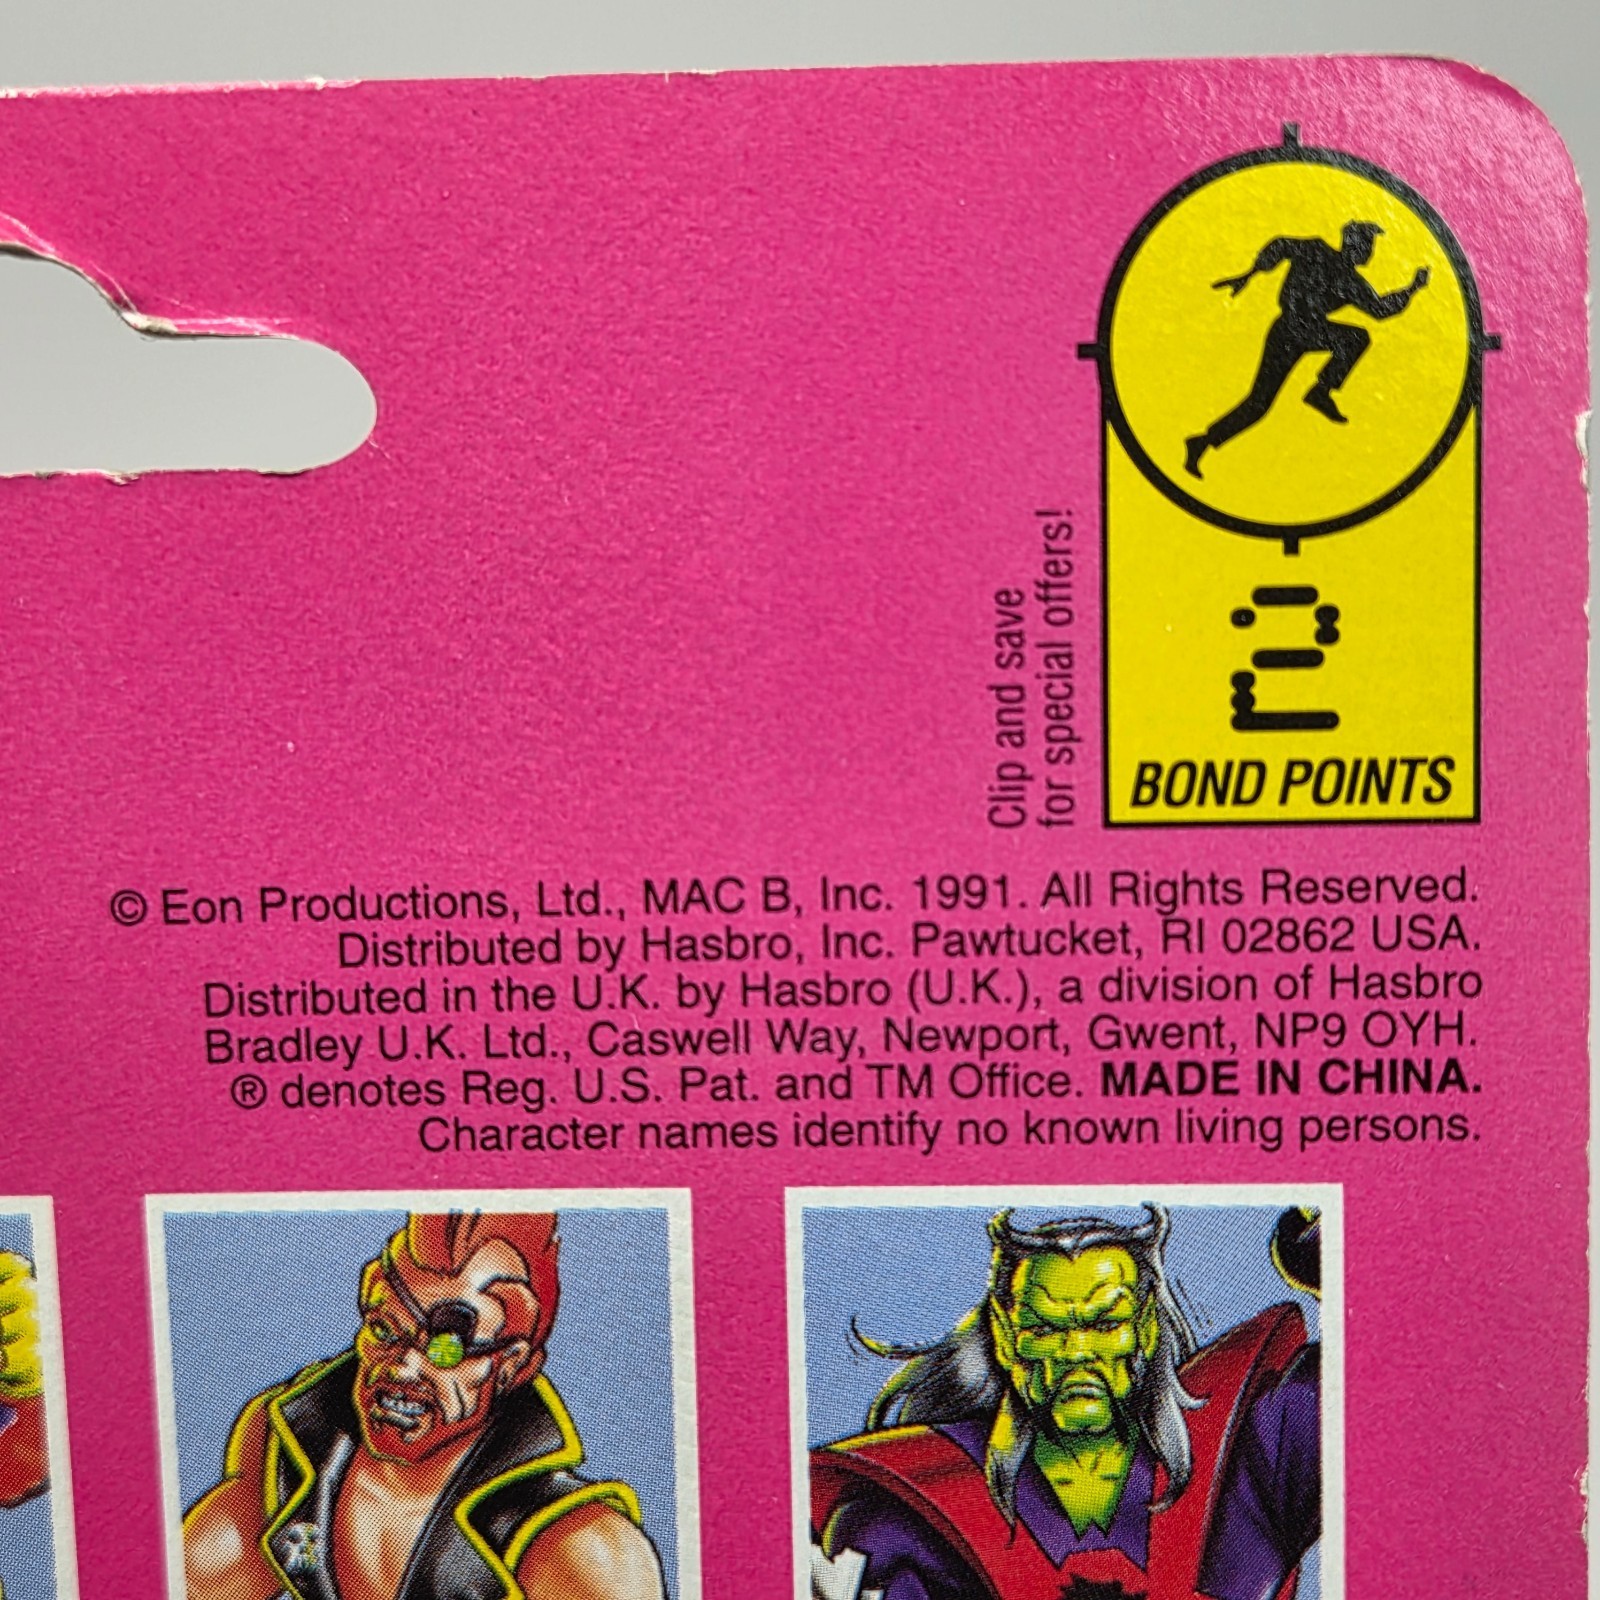 Clip and save
for special offers!
2
BOND POINTS
© Eon Productions, Ltd., MAC B, Inc. 1991. All Rights Reserved.
Distributed by Hasbro, Inc. Pawtucket, RI 02862 USA.
Distributed in the U.K. by Hasbro (U.K.), a division of Hasbro
Bradley U.K. Ltd., Caswell Way, Newport, Gwent, NP9 OYH.
® denotes Reg. U.S. Pat. and TM Office. MADE IN CHINA.
Character names identify no known living persons.